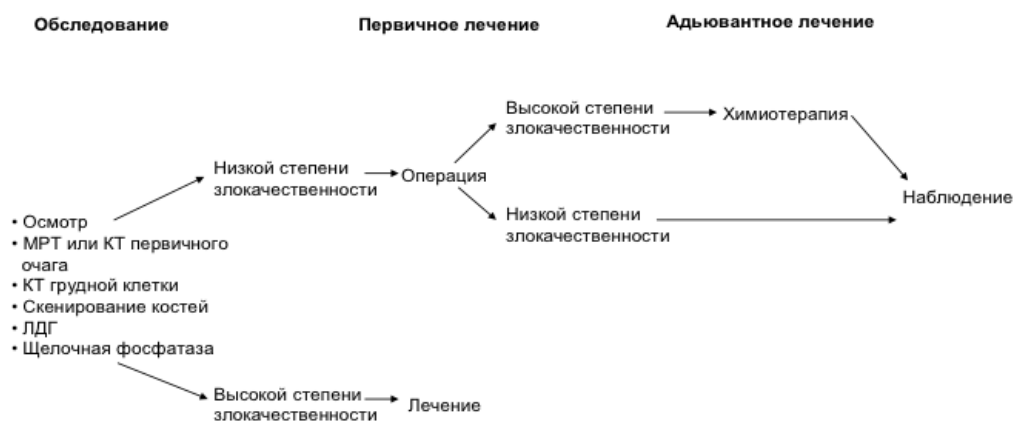 Обследование
Первичное лечение
Адьювантное лечение
Высокой степени
злокачественности
Химиотерапия
Низкой степени
злокачественности
Операция
Наблюдение
Низкой степени
злокачественности
• Осмотр
• МРТ или КТ первичного
очага
• КТ грудной клетки
• Скенирование костей
• ЛДГ
• Щелочная фосфатаза
Высокой степени
злокачественности
Лечение